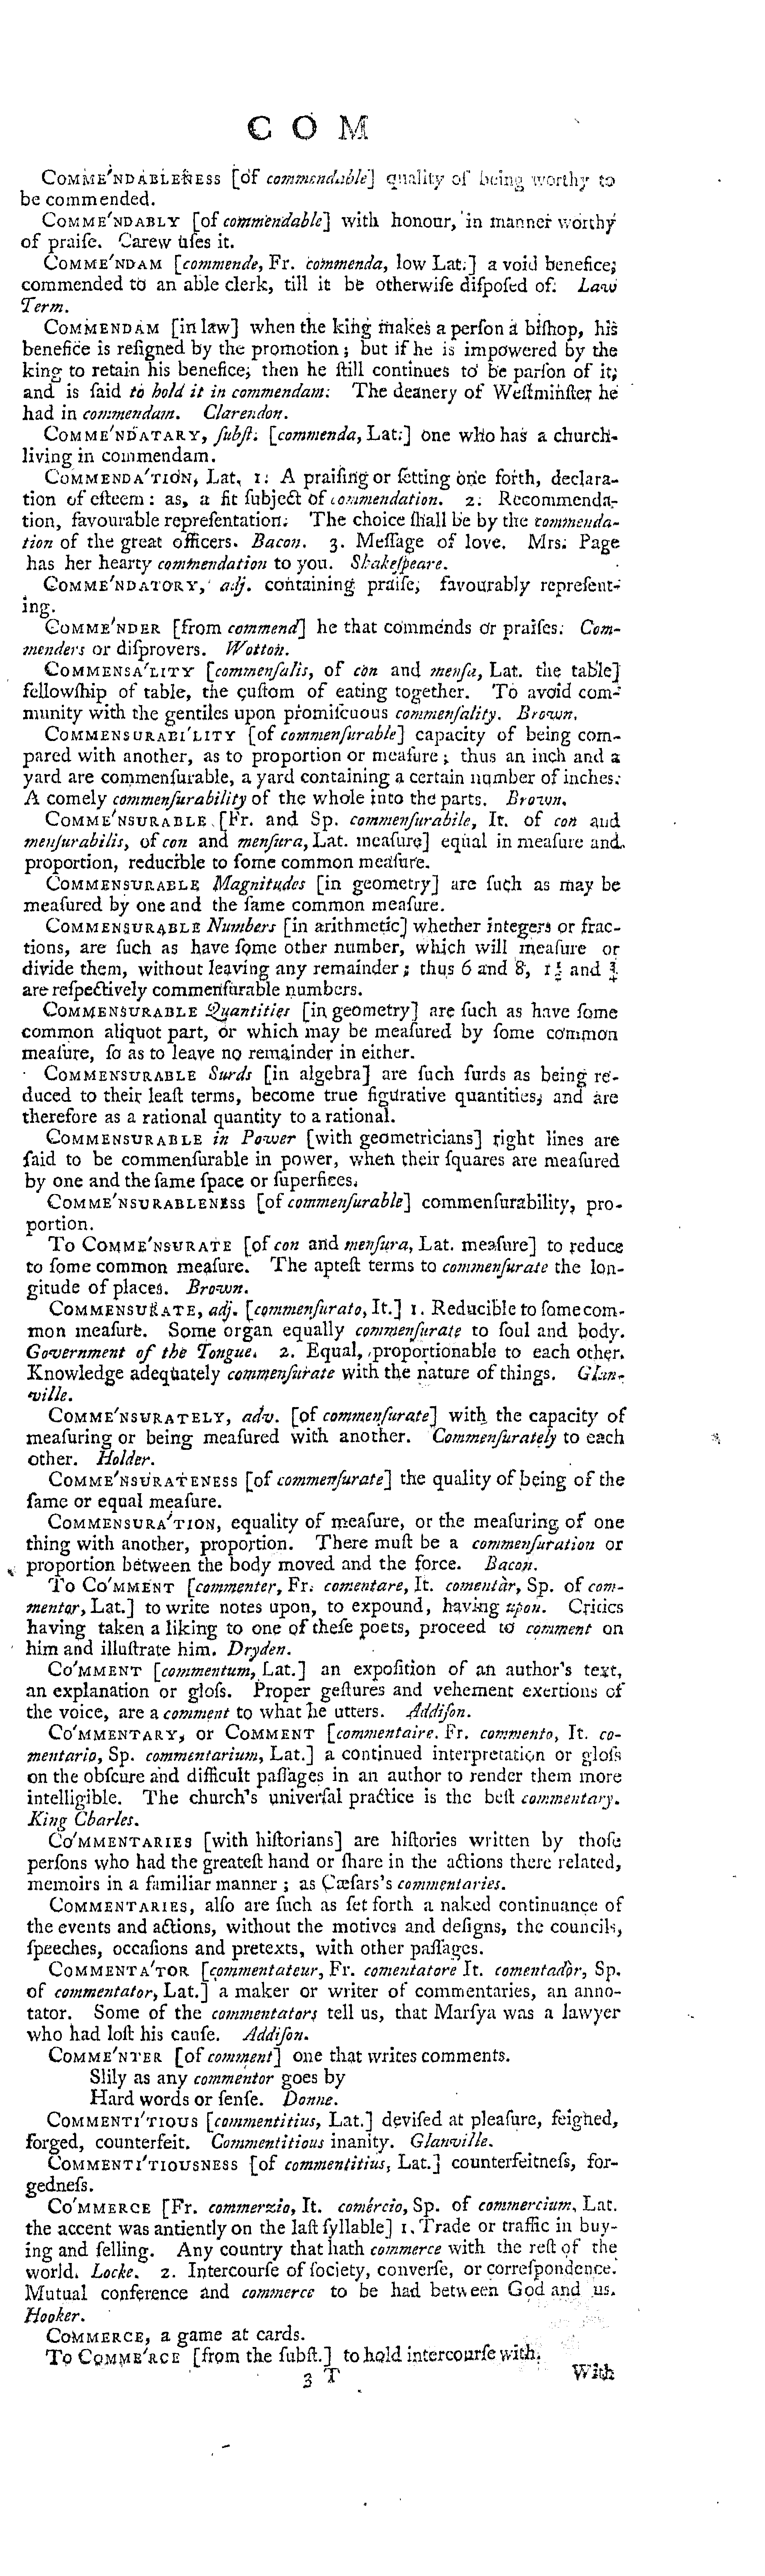 C O M
COMME'NDABLENESS [of commendable] quality of being worthy to
be commended.
COMME'NDABLY [of commendable] with honour, in manner worthy
of praiſe. Carew uſes it.
COMME'NDAM [commende, Fr. commenda, low Lat.] a void benefice;
commended to an able clerk, till it be otherwiſe diſpoſed of. Law
Term.
COMMENDAM [in law] when the king makes a perſon a biſhop, his
benefice is reſigned by the promotion; but if he is impowered by the
king to retain his benefice; then he ſtill continues to be parſon of it;
and is ſaid to hold it in commendam. The deanery of Weſtminſter he
had in commendam. Clarendon.
COMME'NDATARY, ſubſt. [commenda, Lat.] one who has a church-
living in commendam.
COMMENDA'TION, Lat. 1. A praiſing or ſetting one forth, declara-
tion of eſteem: as, a fit ſubject of commendation. 2. Recommenda-
tion, favourable repreſentation. The choice ſhall be by the commenda-
tion of the great officers. Bacon. 3. Meſſage of love. Mrs. Page
has her hearty commendation to you. Shakeſpeare.
COMME'NDATORY, adj. containing praiſe, favourably repreſent-
ing.
COMME'NDER [from commend] he that commends or praiſes. Com-
menders or diſprovers. Wotton.
COMMENSA'LITY [commenſalis, of con and menſa, Lat. the table]
fellowſhip of table, the cuſtom of eating together. To avoid com-
munity with the gentiles upon promiſcuous commenſality. Brown.
COMMENSURABI'LITY [of commenſurable] capacity of being com-
pared with another, as to proportion or meaſure; thus an inch and a
yard are commenſurable, a yard containing a certain number of inches.
A comely commenſurability of the whole into the parts. Brown.
COMME'NSURABLE [Fr. and Sp. commenſurabile, It. of con and
menſurabilis, of con and menſura, Lat. meaſure] equal in meaſure and
proportion, reducible to ſome common meaſure.
COMMENSURABLE Magnitudes [in geometry] are ſuch as may be
meaſured by one and the ſame common meaſure.
COMMENSURABLE Numbers [in arithmetic] whether integers or frac-
tions, are ſuch as have ſome other number, which will meaſure or
divide them, without leaving any remainder; thus 6 and 8, and
are reſpectively commenſurable numbers.
COMMENSURABLE Quantities [in geometry] are ſuch as have ſome
common aliquot part, or which may be meaſured by ſome common
meaſure, ſo as to leave no remainder in either.
COMMENSURABLE Surds [in algebra] are ſuch ſurds as being re-
duced to their leaſt terms, become true figurative quantities, and are
therefore as a rational quantity to a rational.
COMMENSURABLE in Power [with geometricians] right lines are
ſaid to be commenſurable in power, when their ſquares are meaſured
by one and the ſame ſpace or ſuperfices.
COMME'NSURABLENESS [of commenſurable] commenſurability, pro-
portion.
To COMME'NSURATE [of con and menſura, Lat. meaſure] to reduce
to ſome common meaſure. The apteſt terms to commenſurate the lon-
gitude of places. Brown.
COMMENSURATE, adj. [commenſurato, It.] 1. Reducible to ſome com-
mon meaſure. Some organ equally commenſurate to ſoul and body.
Government of the Tongue. 2. Equal, proportionable to each other.
Knowledge adequately commenſurate with the nature of things. Glan-
ville.
COMME'NSURATELY, adv. [of commenſurate] with the capacity of
meaſuring or being meaſured with another. Commenſurately to each
other. Holder.
COMME'NSURATENESS [of commenſurate] the quality of being of the
ſame or equal meaſure.
COMMENSURA'TION, equality of meaſure, or the meaſuring of one
thing with another, proportion. There muſt be a commenſuration or
proportion between the body moved and the force. Bacon.
To CO'MMENT [commenter, Fr. comentare, It. comentàr, Sp. of com-
mentor, Lat.] to write notes upon, to expound, having upon. Critics
having taken a liking to one of theſe poets, proceed to comment on
him and illuſtrate him. Dryden.
CO'MMENT [commentum, Lat.] an expoſition of an author's text,
an explanation or gloſs. Proper geſtures and vehement exertions of
the voice, are a comment to what he utters. Addiſon.
CO'MMENTARY, or COMMENT [commentaire. Fr. commento, It. co-
mentario, Sp. commentarium, Lat.] a continued interpretation or gloſs
on the obſcure and difficult paſſages in an author to render them more
intelligible. The church's univerſal practice is the beſt commentary.
King Charles.
CO'MMENTARIES [with hiſtorians] are hiſtories written by thoſe
perſons who had the greateſt hand or ſhare in the actions there related,
memoirs in a familiar manner; as Cæſars's commentaries.
COMMENTARIES, alſo are ſuch as ſet forth a naked continuance of
the events and actions, without the motives and deſigns, the councils,
ſpeeches, occaſions and pretexts, with other paſſages.
COMMENTA'TOR [commentateur, Fr. comentatore It. comentadòr, Sp.
of commentator, Lat.] a maker or writer of commentaries, an anno-
tator. Some of the commentators tell us, that Marſya was a lawyer
who had loſt his cauſe. Addiſon.
COMME'NTER [of comment] one that writes comments.
Slily as any commentor goes by
Hard words or ſenſe. Donne.
COMMENTI'TIOUS [commentitius, Lat.] deviſed at pleaſure, feigned,
forged, counterfeit. Commentitious inanity. Glanville.
COMMENTI'TIOUSNESS [of commentitius, Lat.] counterfeitneſs, for-
gedneſs.
CO'MMERCE [Fr. commerzio, It. comércio, Sp. of commercium, Lat.
the accent was antiently on the laſt ſyllable] 1. Trade or traffic in buy-
ing and ſelling. Any country that hath commerce with the reſt of the
world. Locke. 2. Intercourſe of ſociety, converſe, or correſpondence.
Mutual conference and commerce to be had between God and us.
Hooker.
COMMERCE, a game at cards.
To COMME'RCE [from the ſubſt.] to hold intercourſe with.
3 T With